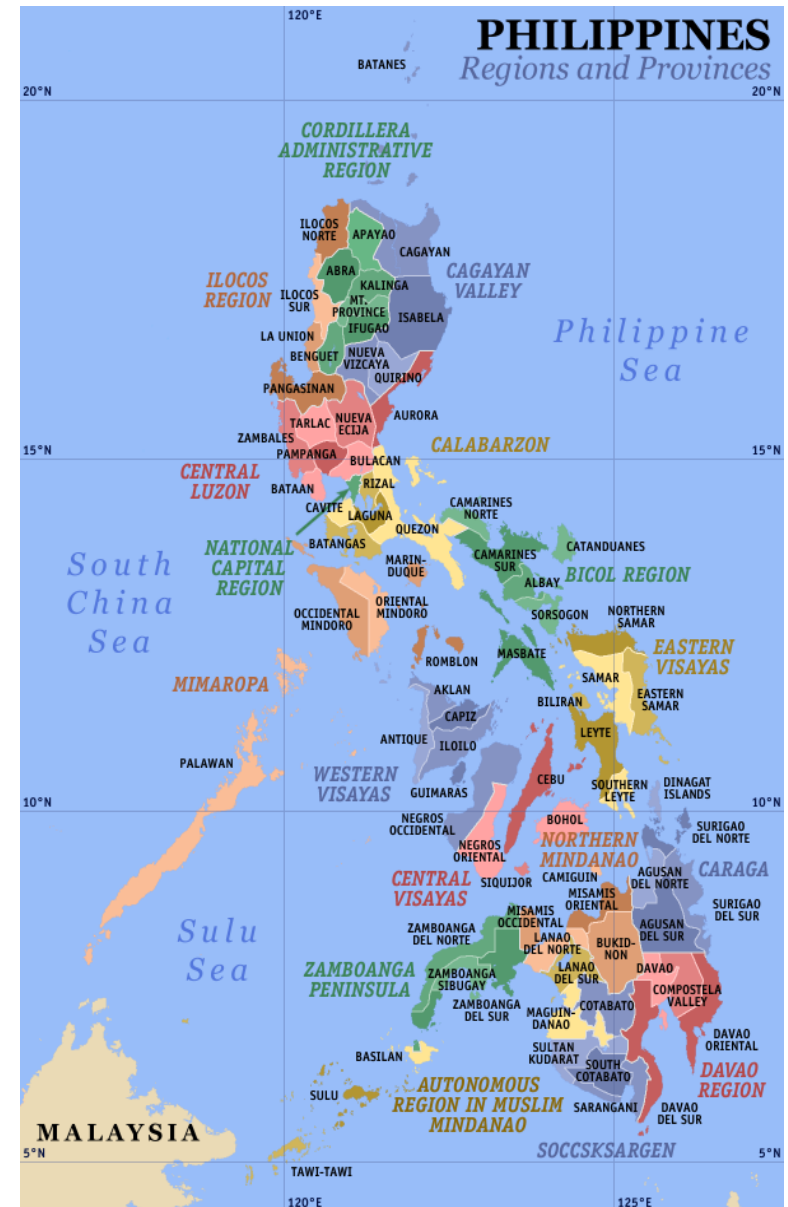 120°E
PHILIPPINES
Regions and Provinces
BATANES
20°N
20°N
CORDILLERA
ADMINISTRATIVE
REGION
ILOCOS
NORTE
APAYAO
CAGAYAN
CAGAYAN
VALLEY
ABRA
KALINGA
ILOCOS
REGION
ILOCOS
SUR
MT.
PROVINCE
ISABELA
IFUGAO
LA UNION
BENGUET
NUEVA
VIZCAYA
QUIRINO
Philippine
Sea
PANGASINAN
TARLAC
NUEVA
ECIJA
AURORA
ZAMBALES
PAMPANGA
BULACAN
CALABARZON
15°N
15°N
CENTRAL
LUZON
BATAAN
RIZAL
CAVITE
LAGUNA
QUEZON
CAMARINES
NORTE
NATIONAL
CAPITAL
REGION
BATANGAS
MARIN-
DUQUE
CAMARINES
SUR
CATANDUANES
ALBAY
BICOL REGION
South
China
Sea
OCCIDENTAL
MINDORO
ORIENTAL
MINDORO
SORSOGON
NORTHERN
SAMAR
ROMBLON
MASBATE
EASTERN
VISAYAS
MIMAROPA
SAMAR
AKLAN
BILIRAN
EASTERN
SAMAR
CAPIZ
ANTIQUE
ILOILO
LEYTE
PALAWAN
WESTERN
VISAYAS
GUIMARAS
CEBU
SOUTHERN
LEYTE
DINAGAT
ISLANDS
10°N
10°N
NEGROS
OCCIDENTAL
BOHOL
SURIGAO
DEL NORTE
NEGROS
ORIENTAL
NORTHERN
MINDANAO
CENTRAL
VISAYAS
SIQUIJOR
CAMIGUIN
AGUSAN
DEL NORTE
CARAGA
MISAMIS
ORIENTAL
SURIGAO
DEL SUR
MISAMIS
OCCIDENTAL
Sulu
Sea
ZAMBOANGA
DEL NORTE
LANAO
DEL NORTE
BUKID-
NON
AGUSAN
DEL SUR
ZAMBOANGA
PENINSULA
ZAMBOANGA
SIBUGAY
LANAO
DEL SUR
DAVAO
COMPOSTELA
VALLEY
ZAMBOANGA
DEL SUR
MAGUIN-
DANAO
COTABATO
DAVAO
ORIENTAL
BASILAN
SULTAN
KUDARAT
SOUTH
COTABATO
DAVAO
REGION
SULU
AUTONOMOUS
REGION IN MUSLIM
MINDANAO
SARANGANI
DAVAO
DEL SUR
MALAYSIA
SOCCSKSARGEN
5°N
5°N
TAWI-TAWI
120°E
125°E